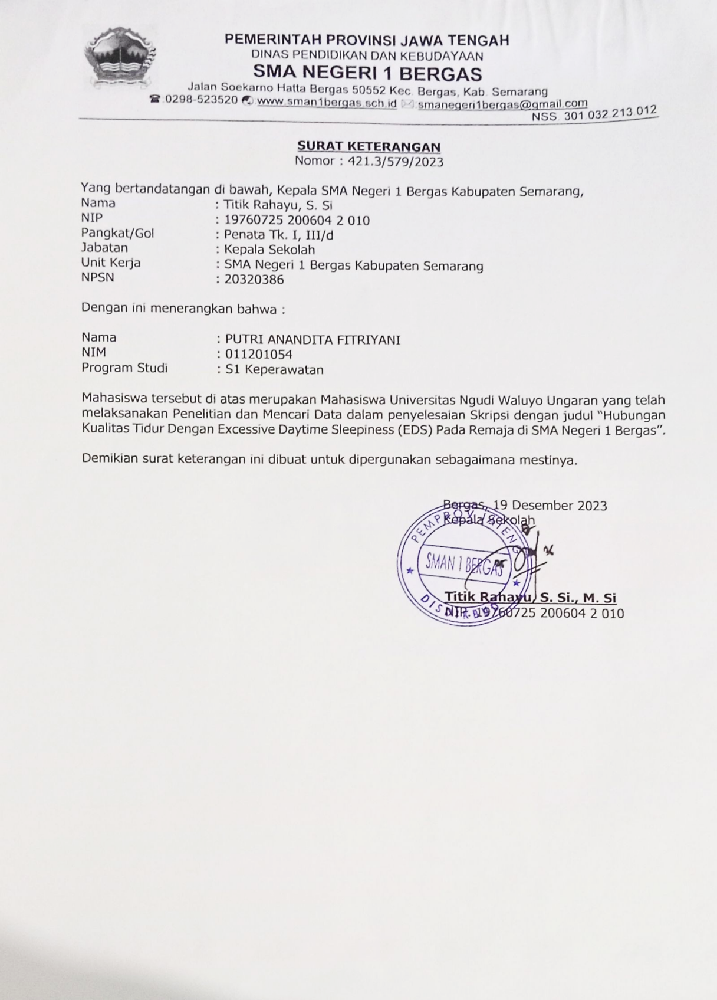 PEMERINTAH PROVINSI JAWA TENGAH
DINAS PENDIDIKAN DAN KEBUDAYAAN
SMA NEGERI 1 BERGAS
Jalan Soekarno Hatta Bergas 50552 Kec. Bergas, Kab. Semarang
☎:0298-523520 www.sman1bergas.sch.id ✉:smanegeri1bergas@gmail.com
NSS. 301.032.213.012
SURAT KETERANGAN
Nomor : 421.3/579/2023
Yang bertandatangan di bawah, Kepala SMA Negeri 1 Bergas Kabupaten Semarang,
Nama : Titik Rahayu, S. Si
NIP : 19760725 200604 2 010
Pangkat/Gol : Penata Tk. I, III/d
Jabatan : Kepala Sekolah
Unit Kerja : SMA Negeri 1 Bergas Kabupaten Semarang
NPSN : 20320386
Dengan ini menerangkan bahwa :
Nama : PUTRI ANANDITA FITRIYANI
NIM : 011201054
Program Studi : S1 Keperawatan
Mahasiswa tersebut di atas merupakan Mahasiswa Universitas Ngudi Waluyo Ungaran yang telah
melaksanakan Penelitian dan Mencari Data dalam penyelesaian Skripsi dengan judul “Hubungan
Kualitas Tidur Dengan Excessive Daytime Sleepiness (EDS) Pada Remaja di SMA Negeri 1 Bergas”.
Demikian surat keterangan ini dibuat untuk dipergunakan sebagaimana mestinya.
Bergas, 19 Desember 2023
Kepala Sekolah
PEMPROV JATENG
SMAN 1 BERGAS
DISDIKBUD
Titik Rahayu, S. Si., M. Si
NIP. 19760725 200604 2 010